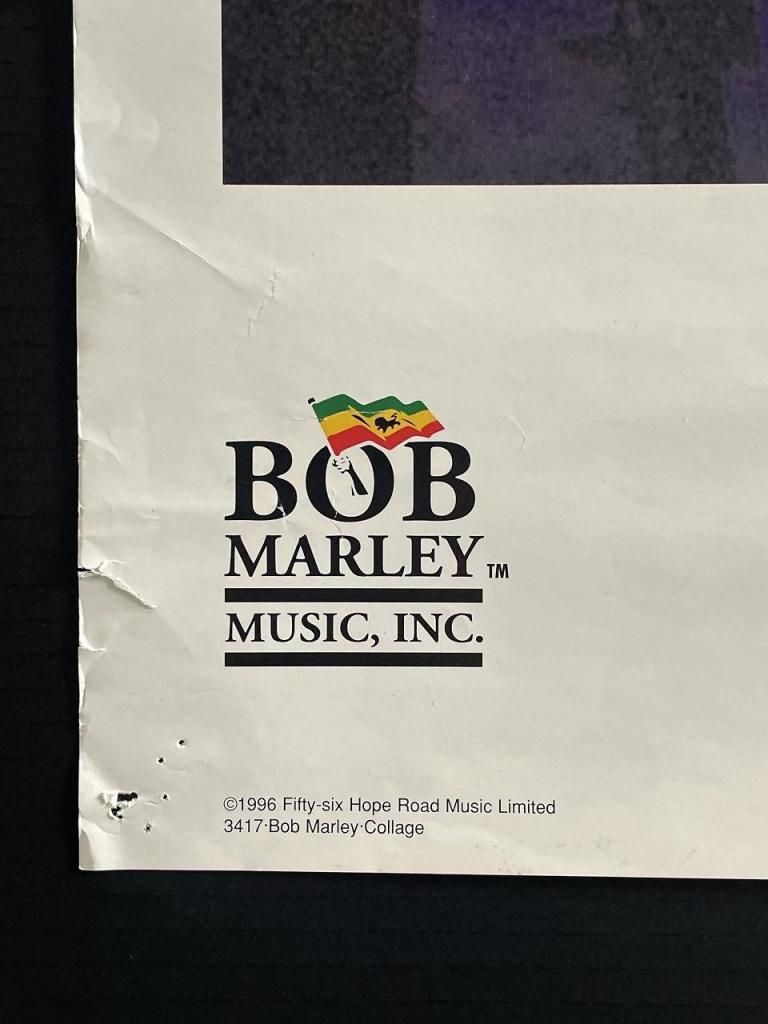 BOB
MARLEY™
MUSIC, INC.
©1996 Fifty-six Hope Road Music Limited
3417·Bob Marley·Collage